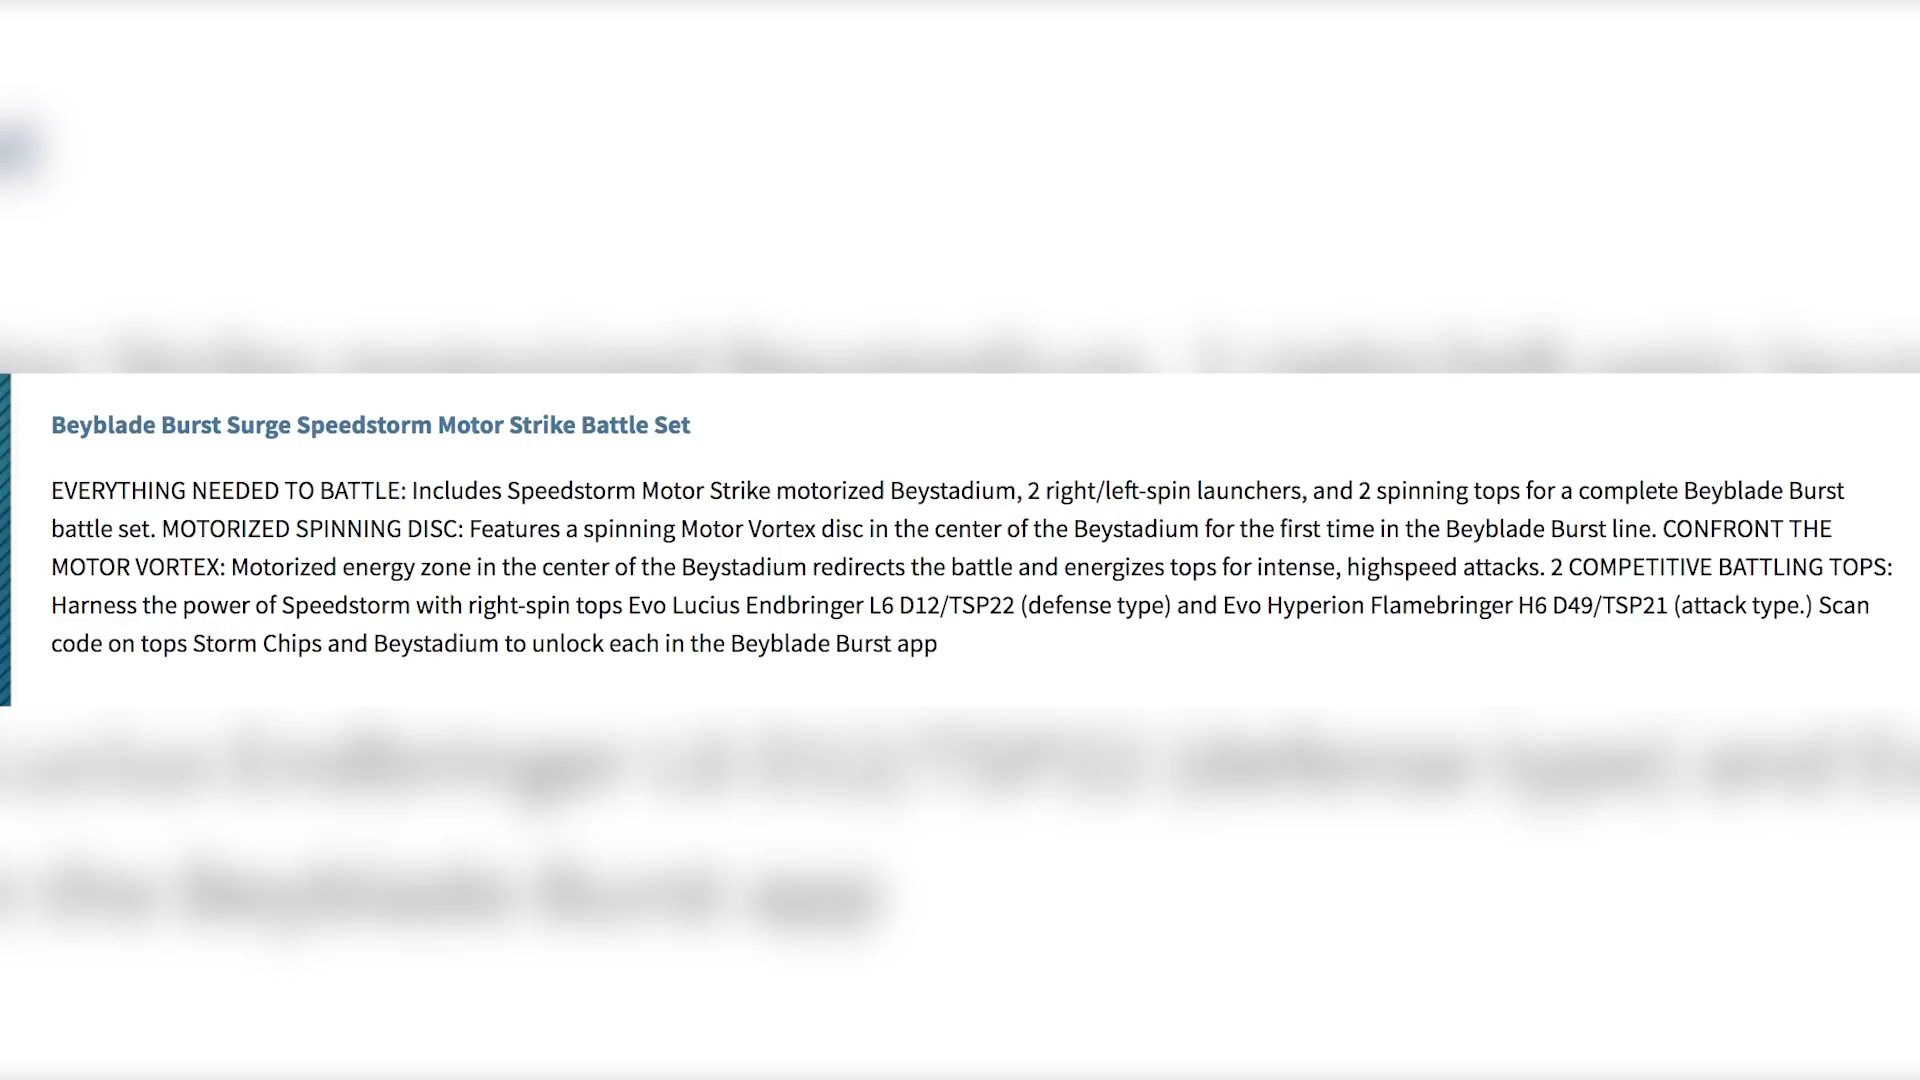 Beyblade Burst Surge Speedstorm Motor Strike Battle Set
EVERYTHING NEEDED TO BATTLE: Includes Speedstorm Motor Strike motorized Beystadium, 2 right/left-spin launchers, and 2 spinning tops for a complete Beyblade Burst
battle set. MOTORIZED SPINNING DISC: Features a spinning Motor Vortex disc in the center of the Beystadium for the first time in the Beyblade Burst line. CONFRONT THE
MOTOR VORTEX: Motorized energy zone in the center of the Beystadium redirects the battle and energizes tops for intense, highspeed attacks. 2 COMPETITIVE BATTLING TOPS:
Harness the power of Speedstorm with right-spin tops Evo Lucius Endbringer L6 D12/TSP22 (defense type) and Evo Hyperion Flamebringer H6 D49/TSP21 (attack type.) Scan
code on tops Storm Chips and Beystadium to unlock each in the Beyblade Burst app